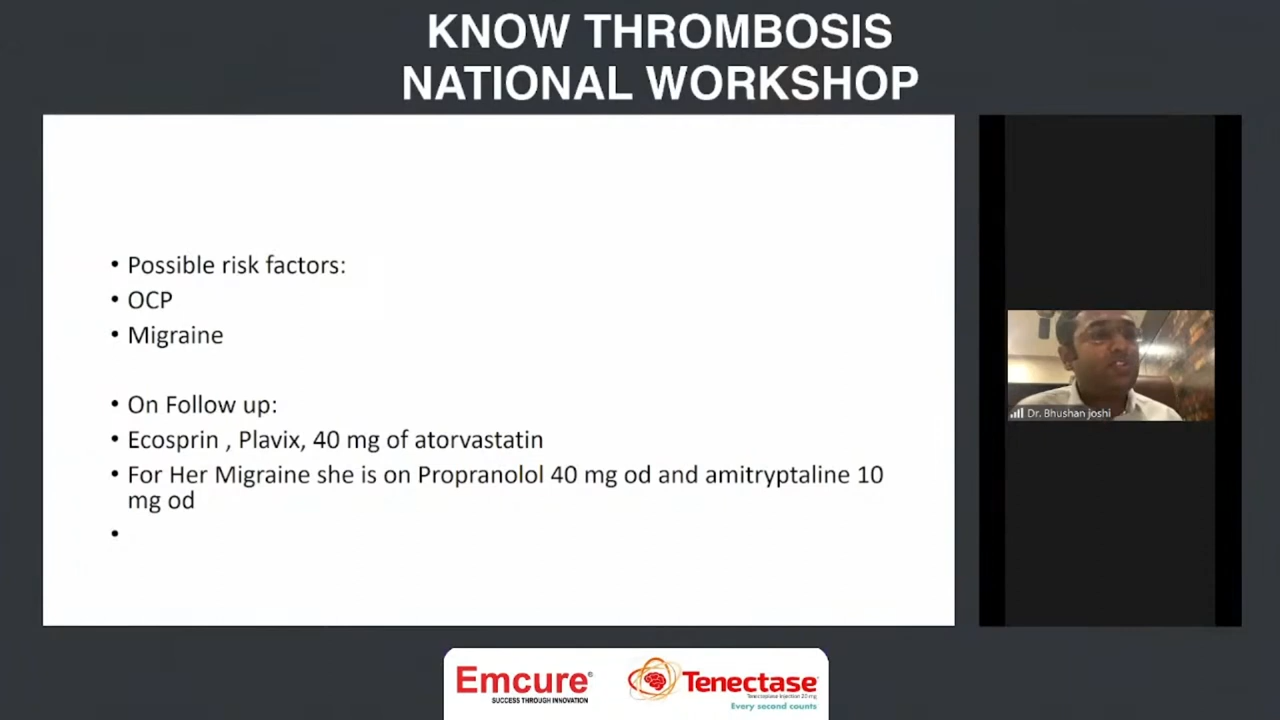 KNOW THROMBOSIS
NATIONAL WORKSHOP
• Possible risk factors:
• OCP
• Migraine
• On Follow up:
• Ecosprin , Plavix, 40 mg of atorvastatin
• For Her Migraine she is on Propranolol 40 mg od and amitryptaline 10
mg od
•
Dr. Bhushan joshi
Emcure®
SUCCESS THROUGH INNOVATION
Tenectase
Tenecteplase Injection 20 mg
Every second counts